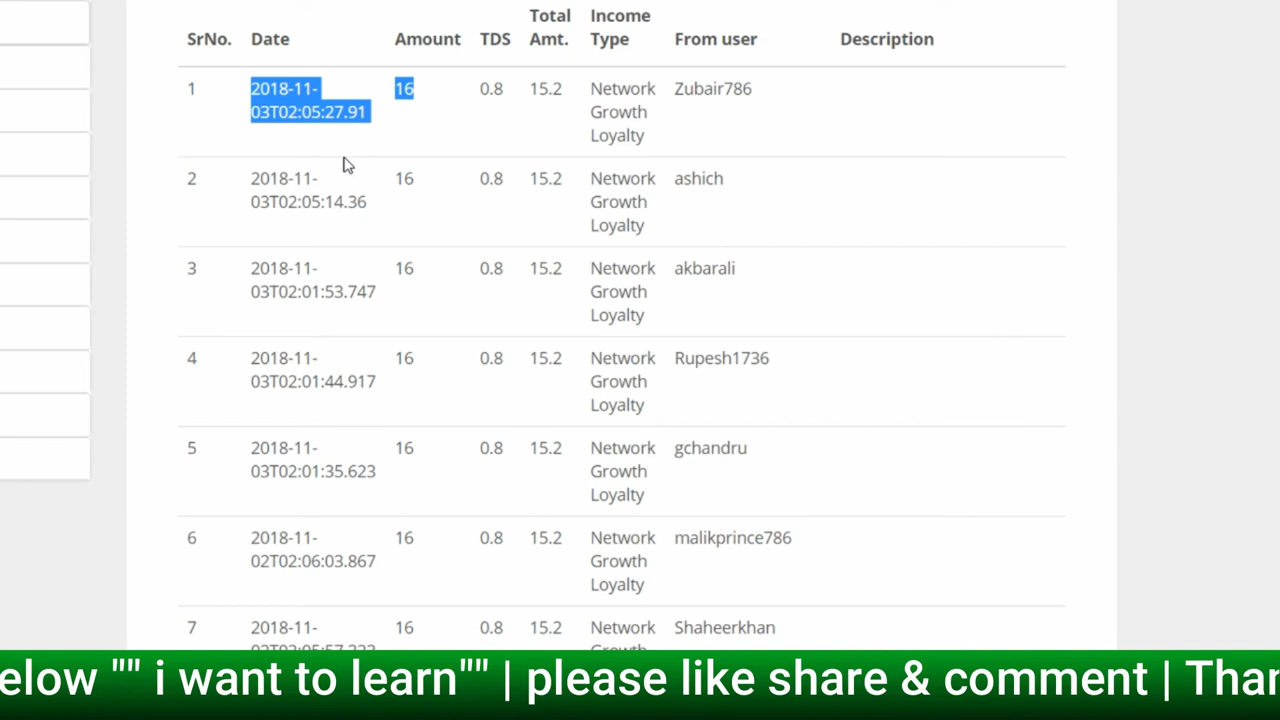 SrNo. Date Amount TDS Total Amt. Income Type From user Description
1 2018-11-03T02:05:27.91 16 0.8 15.2 Network Growth Loyalty Zubair786
2 2018-11-03T02:05:14.36 16 0.8 15.2 Network Growth Loyalty ashich
3 2018-11-03T02:01:53.747 16 0.8 15.2 Network Growth Loyalty akbarali
4 2018-11-03T02:01:44.917 16 0.8 15.2 Network Growth Loyalty Rupesh1736
5 2018-11-03T02:01:35.623 16 0.8 15.2 Network Growth Loyalty gchandru
6 2018-11-02T02:06:03.867 16 0.8 15.2 Network Growth Loyalty malikprince786
7 2018-11- 16 0.8 15.2 Network Shaheerkhan
elow "" i want to learn"" | please like share & comment | Than